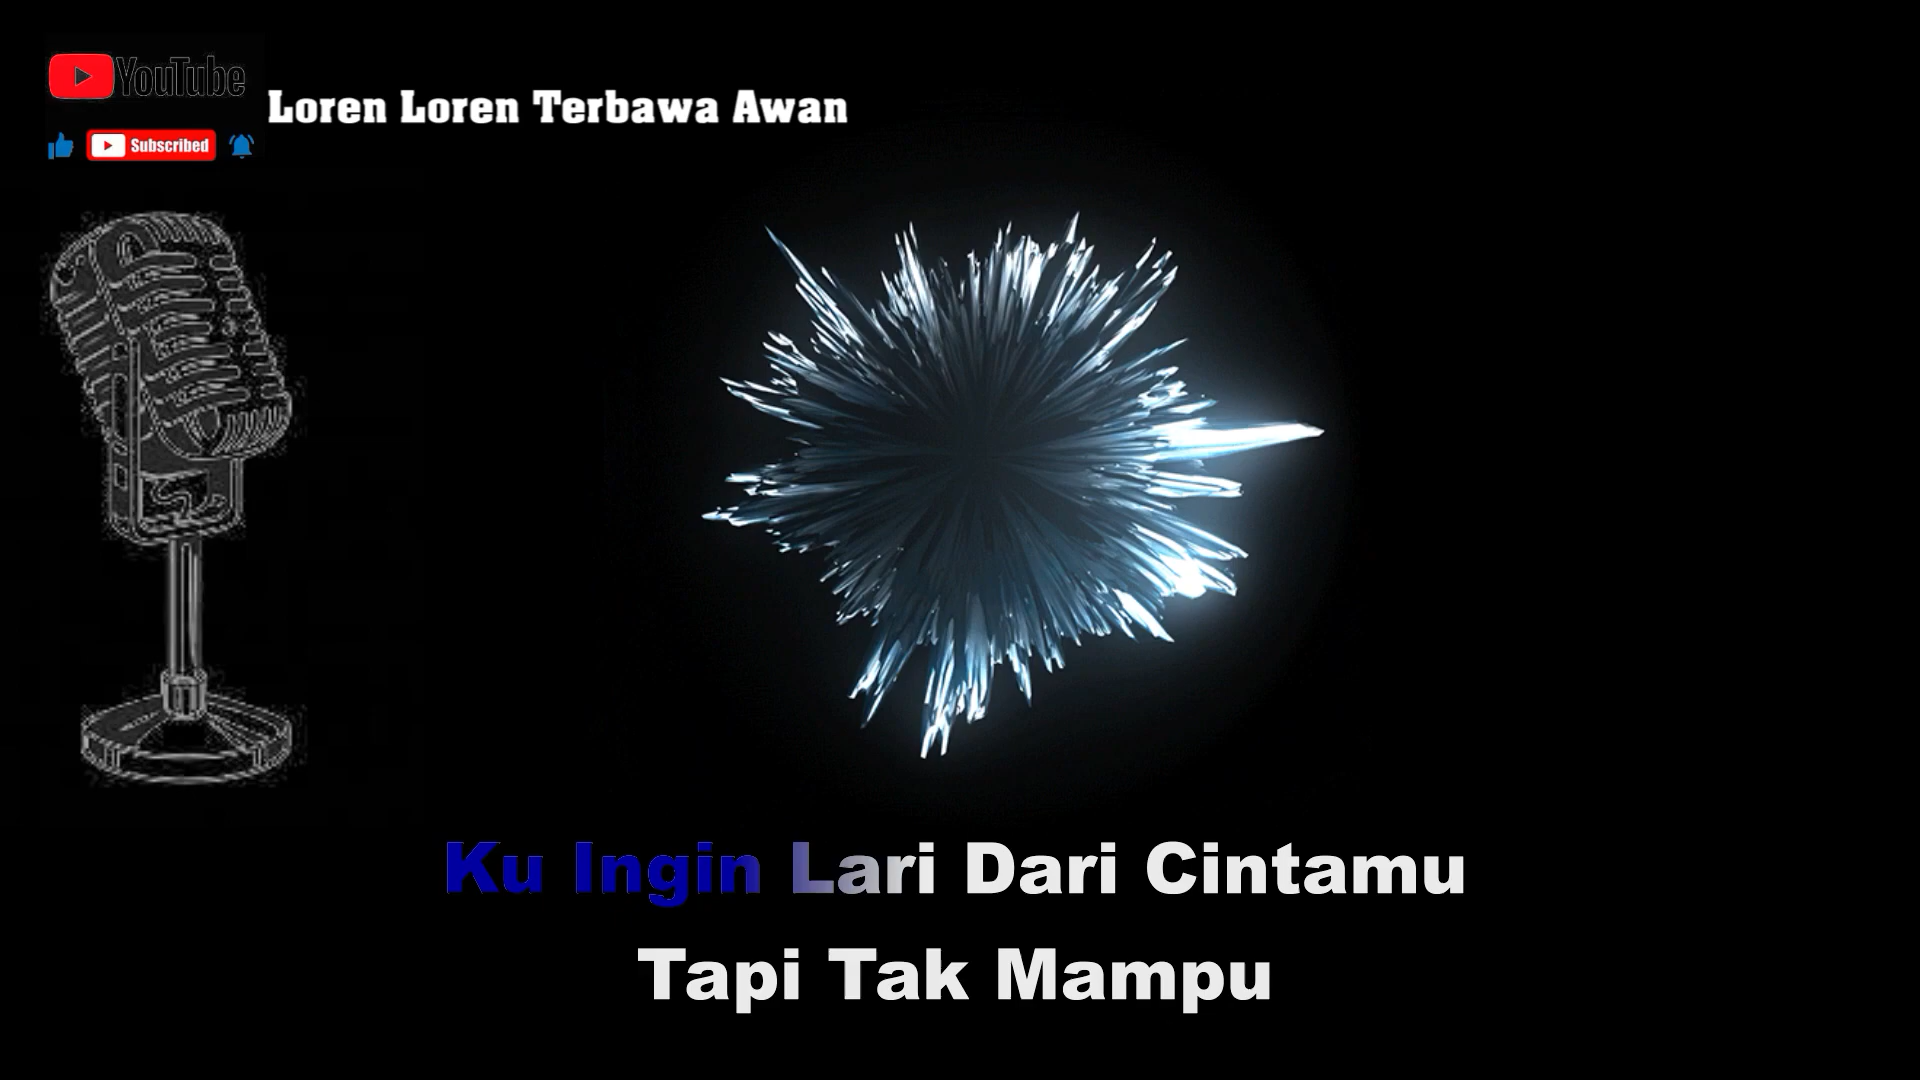 YouTube
Loren Loren Terbawa Awan
Subscribed
Ku Ingin Lari Dari Cintamu
Tapi Tak Mampu